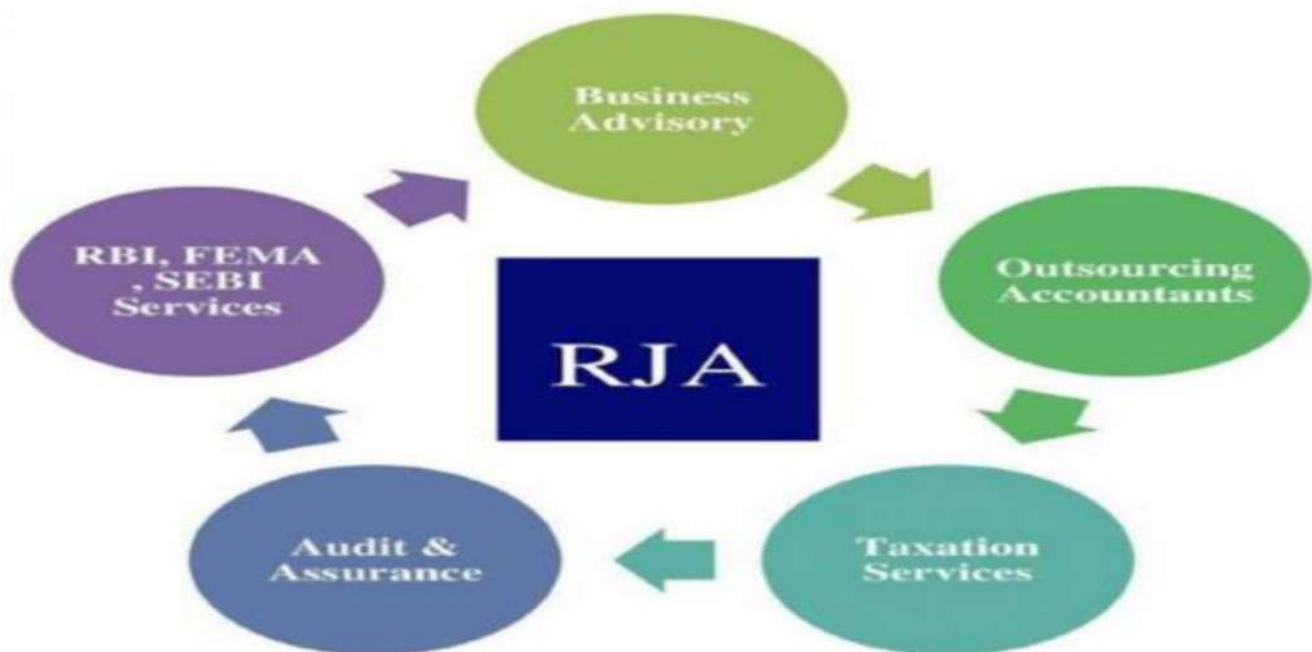 Business
Advisory
Outsourcing
Accountants
Taxation
Services
Audit &
Assurance
RBI, FEMA
, SEBI
Services
RJA